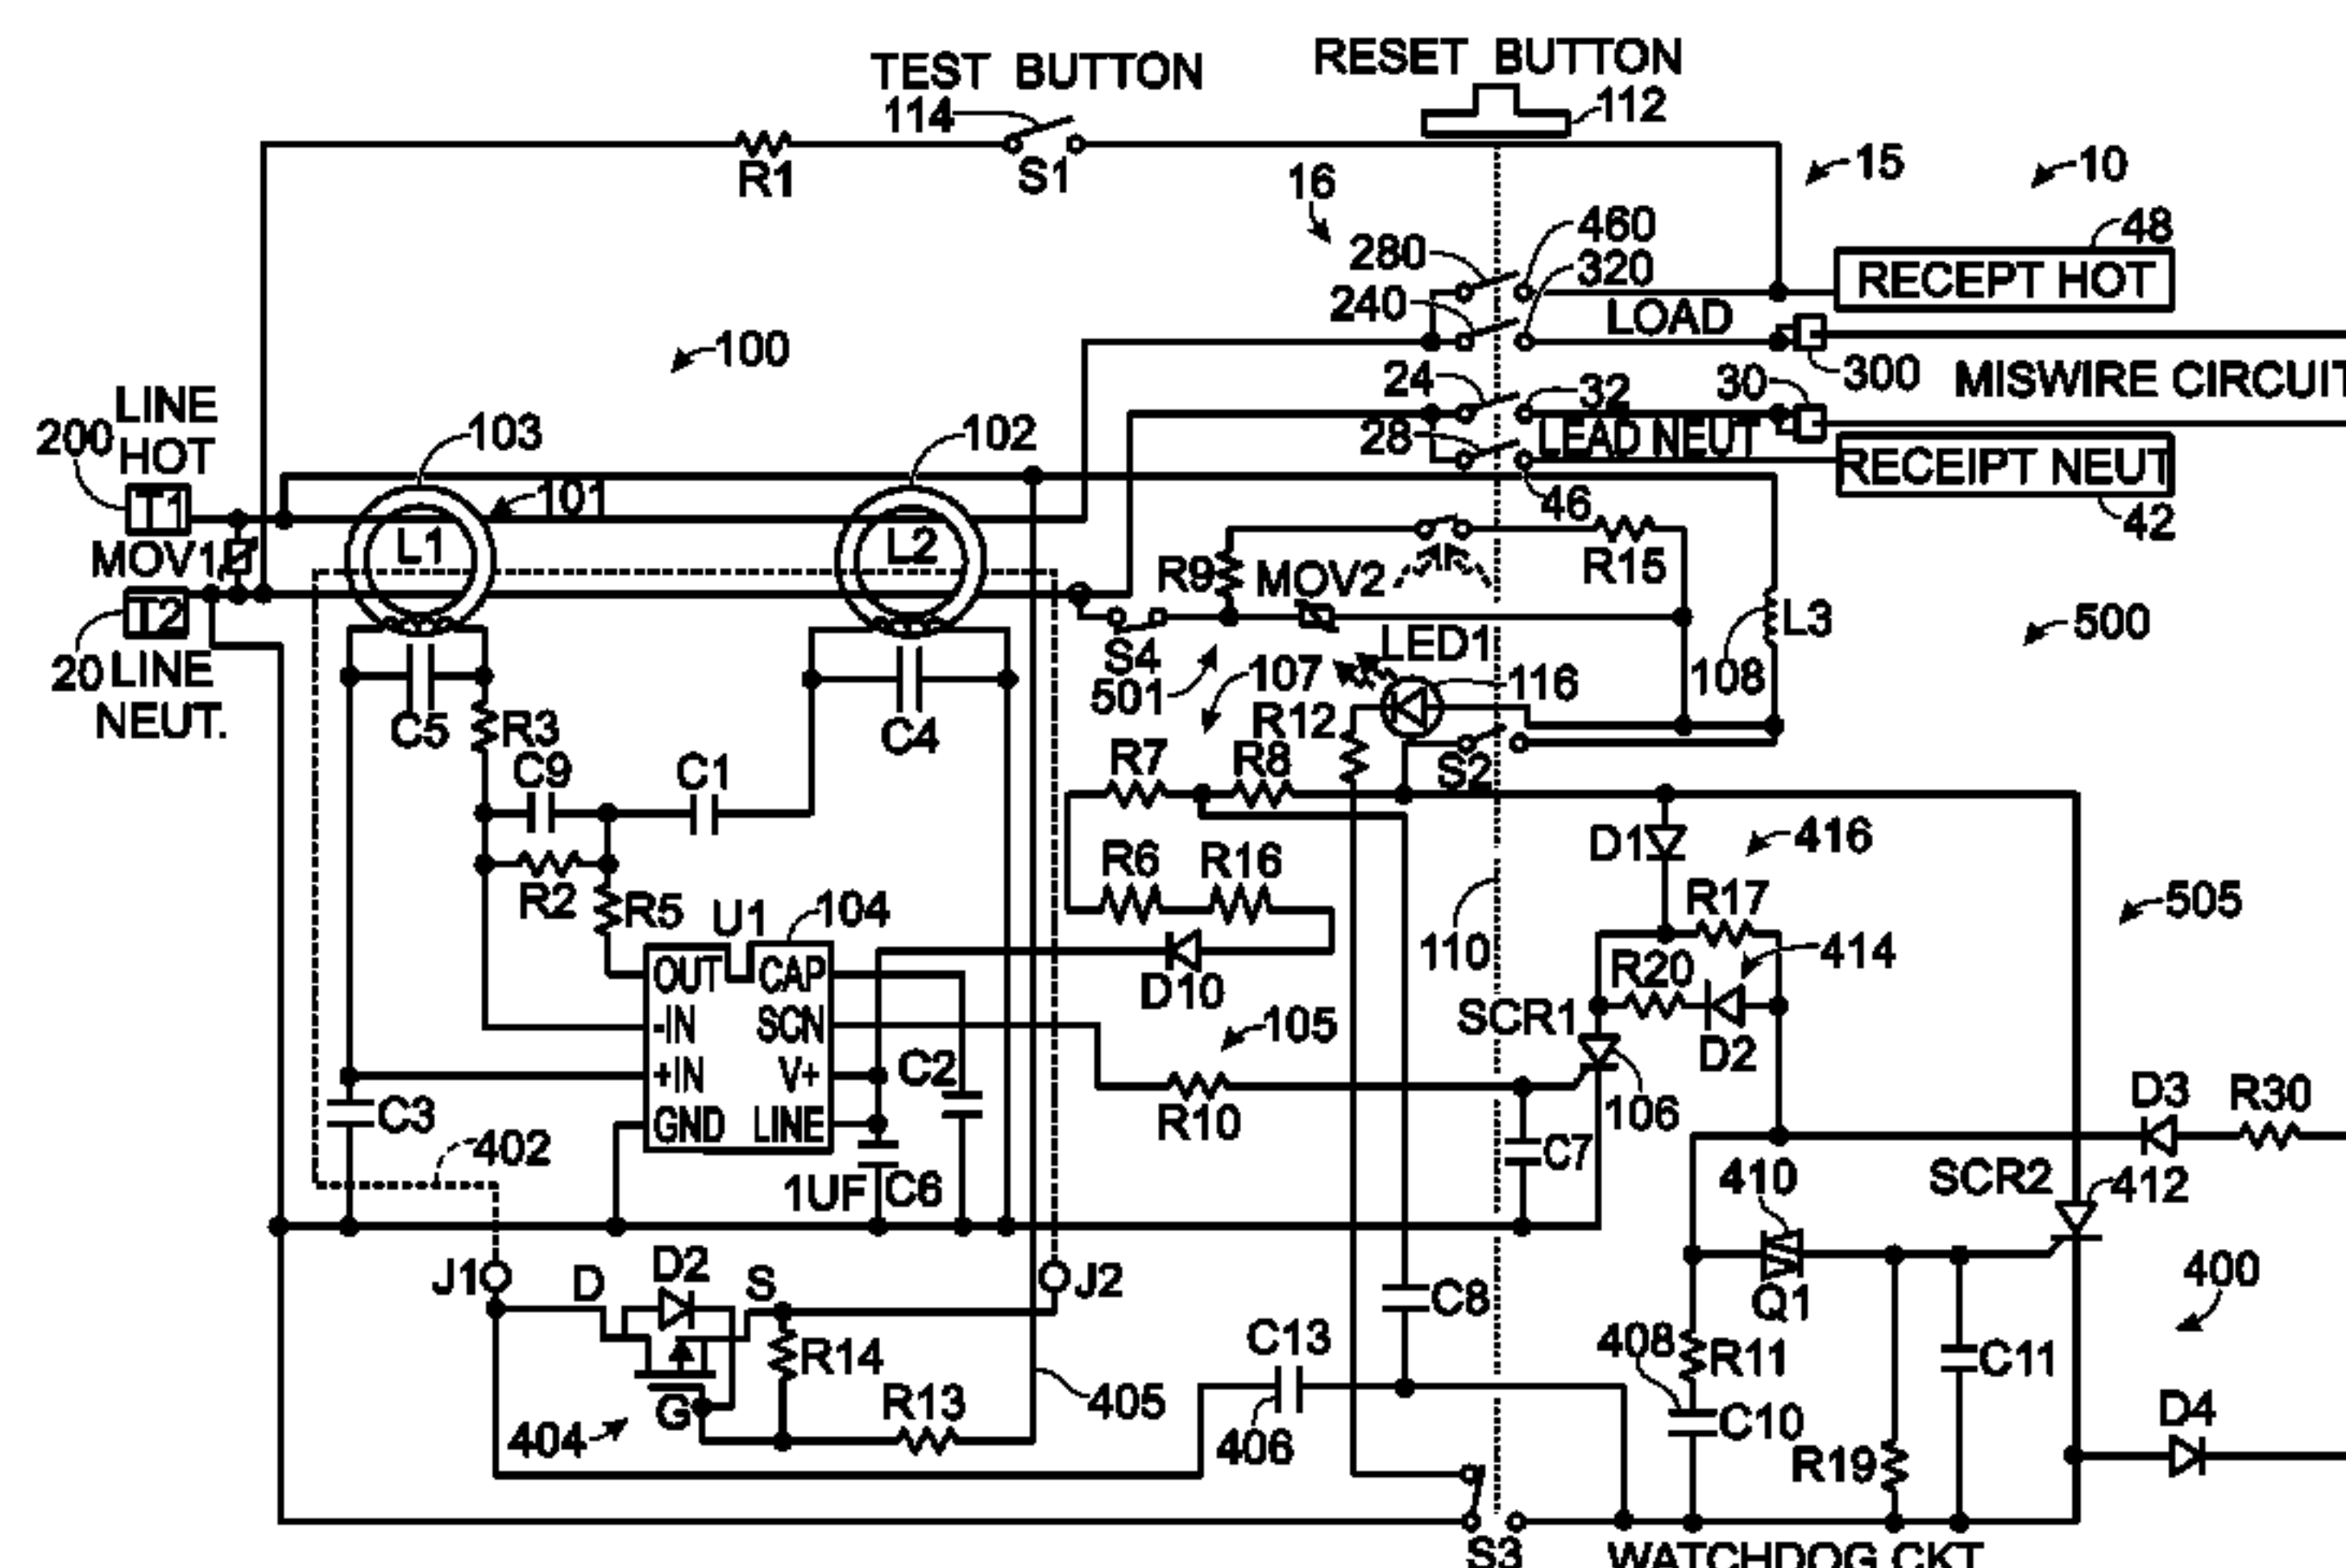 TEST BUTTON
RESET BUTTON
114
112
R1
S1
16
15
10
460
48
280
320
RECEPT HOT
240
LOAD
100
24
32
30
300
MISWIRE CIRCUIT
LINE
HOT
200
103
102
28
LEAD NEUT
RECEIPT NEUT
T1
101
46
42
L1
L2
MOV1
R9
MOV2
R15
T2
500
20
LINE
NEUT.
S4
501
107
LED1
116
108
L3
C5
R3
C4
R12
C9
C1
R7
R8
S2
D1
416
R2
R5
U1
104
R6
R16
R17
505
OUT
CAP
110
R20
414
D10
-IN
SCN
105
SCR1
D2
+IN
V+
C2
C3
R10
106
D3
R30
GND
LINE
402
C7
1UF
C6
410
SCR2
412
J1
D
D2
S
J2
C8
Q1
400
R14
C13
408
R11
C11
G
R13
405
404
406
C10
D4
R19
S3
WATCHDOG CKT